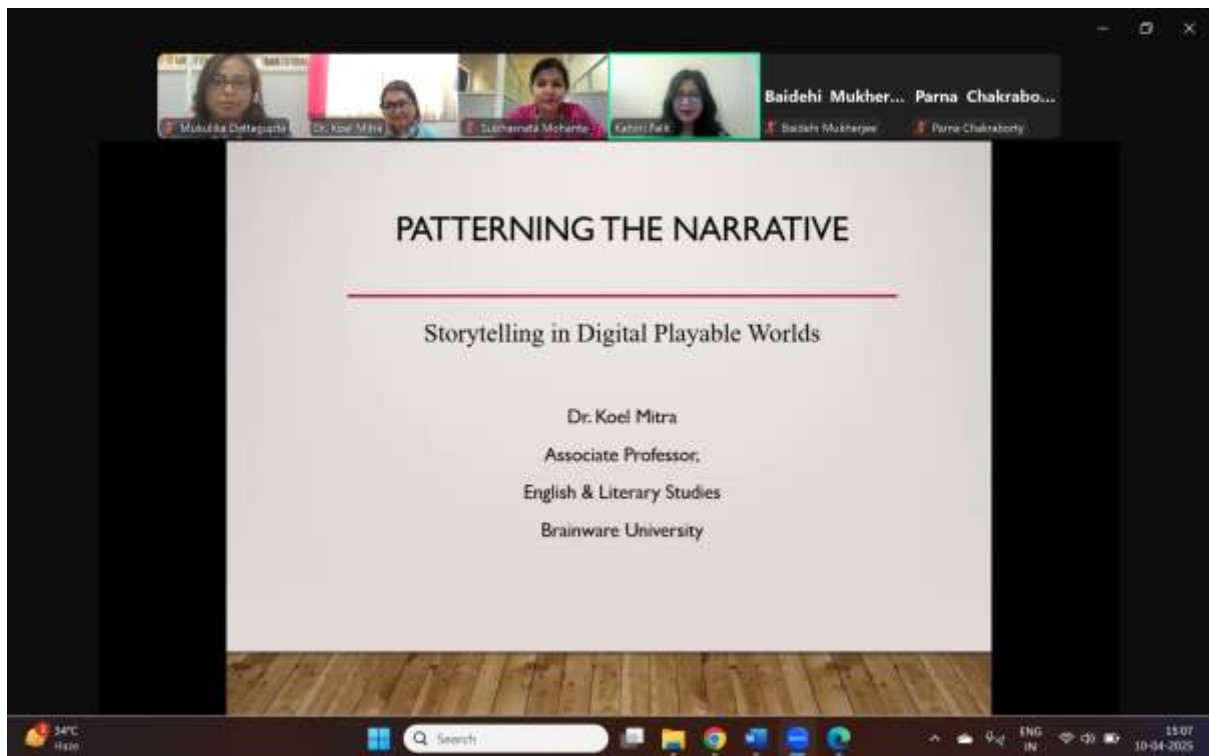 Baidehi Mukher... Parna Chakrabo...
Mukulika Dattagupta Dr. Koel Mitra Baidehi Mukherjee Parna Chakraborty
PATTERNING THE NARRATIVE
Storytelling in Digital Playable Worlds
Dr. Koel Mitra
Associate Professor,
English & Literary Studies
Brainware University
34°C
Haze
Search
ENG
IN
15:07
10-04-2025